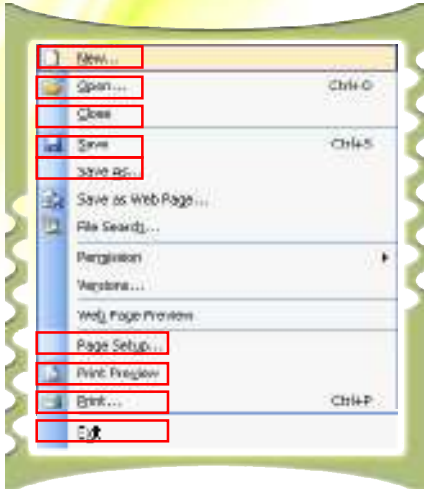 New...
Open... Ctrl+O
Close
Save Ctrl+S
Save As...
Save as Web Page...
File Search...
Permission
Versions...
Web Page Preview
Page Setup...
Print Preview
Print... Ctrl+P
Exit